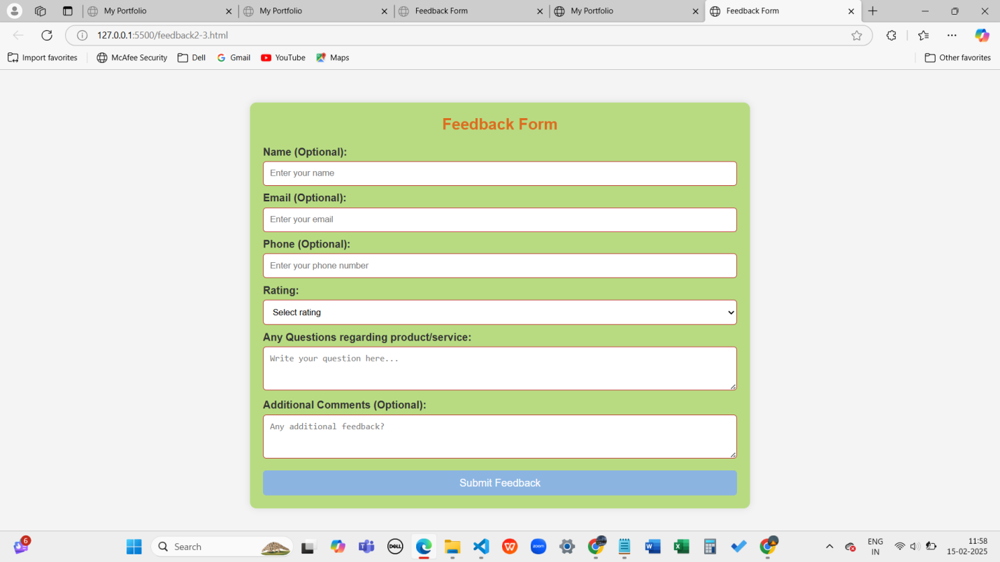 My Portfolio
My Portfolio
Feedback Form
My Portfolio
Feedback Form
127.0.0.1:5500/feedback2-3.html
Import favorites
McAfee Security
Dell
Gmail
YouTube
Maps
Other favorites
Feedback Form
Name (Optional):
Enter your name
Email (Optional):
Enter your email
Phone (Optional):
Enter your phone number
Rating:
Select rating
Any Questions regarding product/service:
Write your question here...
Additional Comments (Optional):
Any additional feedback?
Submit Feedback
6
Search
DELL
W
zoom
W
X
ENG
IN
11:58
15-02-2025